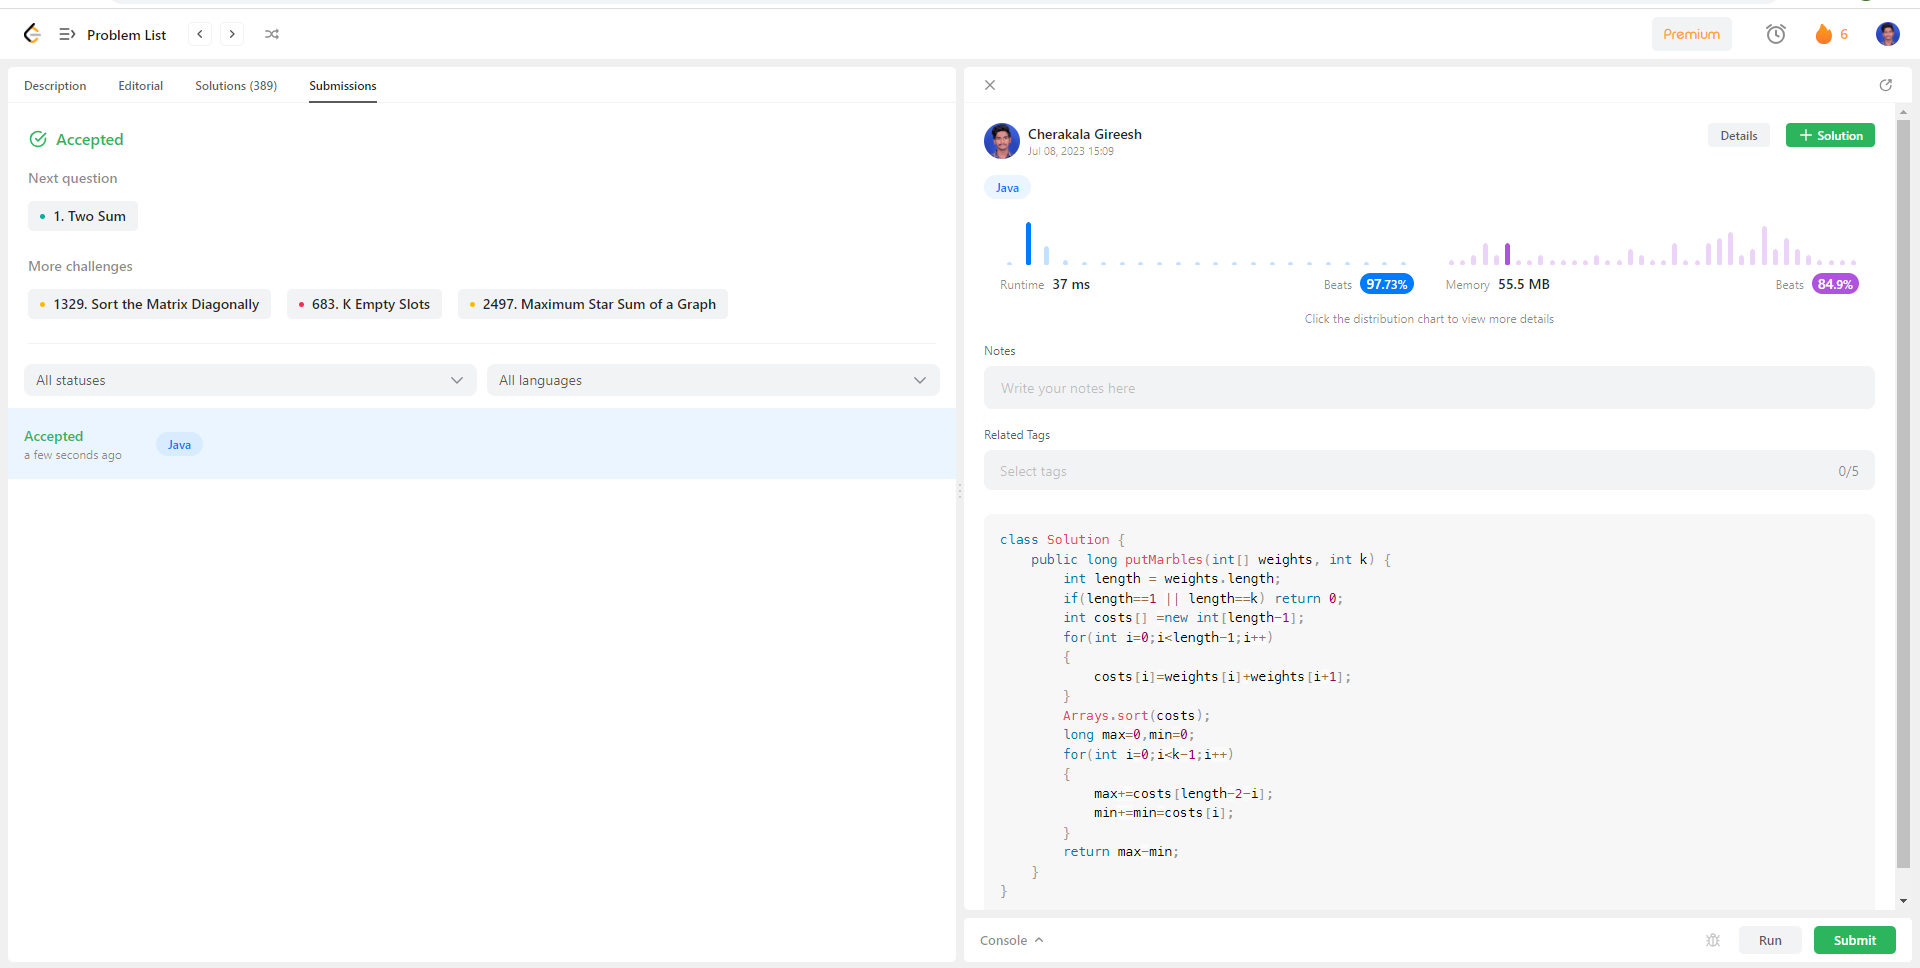 Problem List
Premium
6
Description Editorial Solutions (389) Submissions
Accepted
Next question
1. Two Sum
More challenges
1329. Sort the Matrix Diagonally 683. K Empty Slots 2497. Maximum Star Sum of a Graph
All statuses All languages
Accepted
a few seconds ago
Java
Cherakala Gireesh
Jul 08, 2023 15:09
Details + Solution
Java
Runtime 37 ms Beats 97.73% Memory 55.5 MB Beats 84.9%
Click the distribution chart to view more details
Notes
Write your notes here
Related Tags
Select tags 0/5
class Solution {
    public long putMarbles(int[] weights, int k) {
        int length = weights.length;
        if(length==1 || length==k) return 0;
        int costs[] =new int[length-1];
        for(int i=0;i<length-1;i++)
        {
            costs[i]=weights[i]+weights[i+1];
        }
        Arrays.sort(costs);
        long max=0,min=0;
        for(int i=0;i<k-1;i++)
        {
            max+=costs[length-2-i];
            min+=min=costs[i];
        }
        return max-min;
    }
}
Console Run Submit